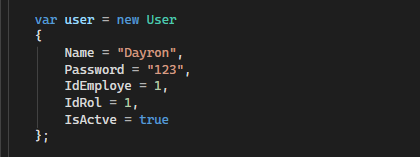 var user = new User
{
    Name = "Dayron",
    Password = "123",
    IdEmploye = 1,
    IdRol = 1,
    IsActve = true
};